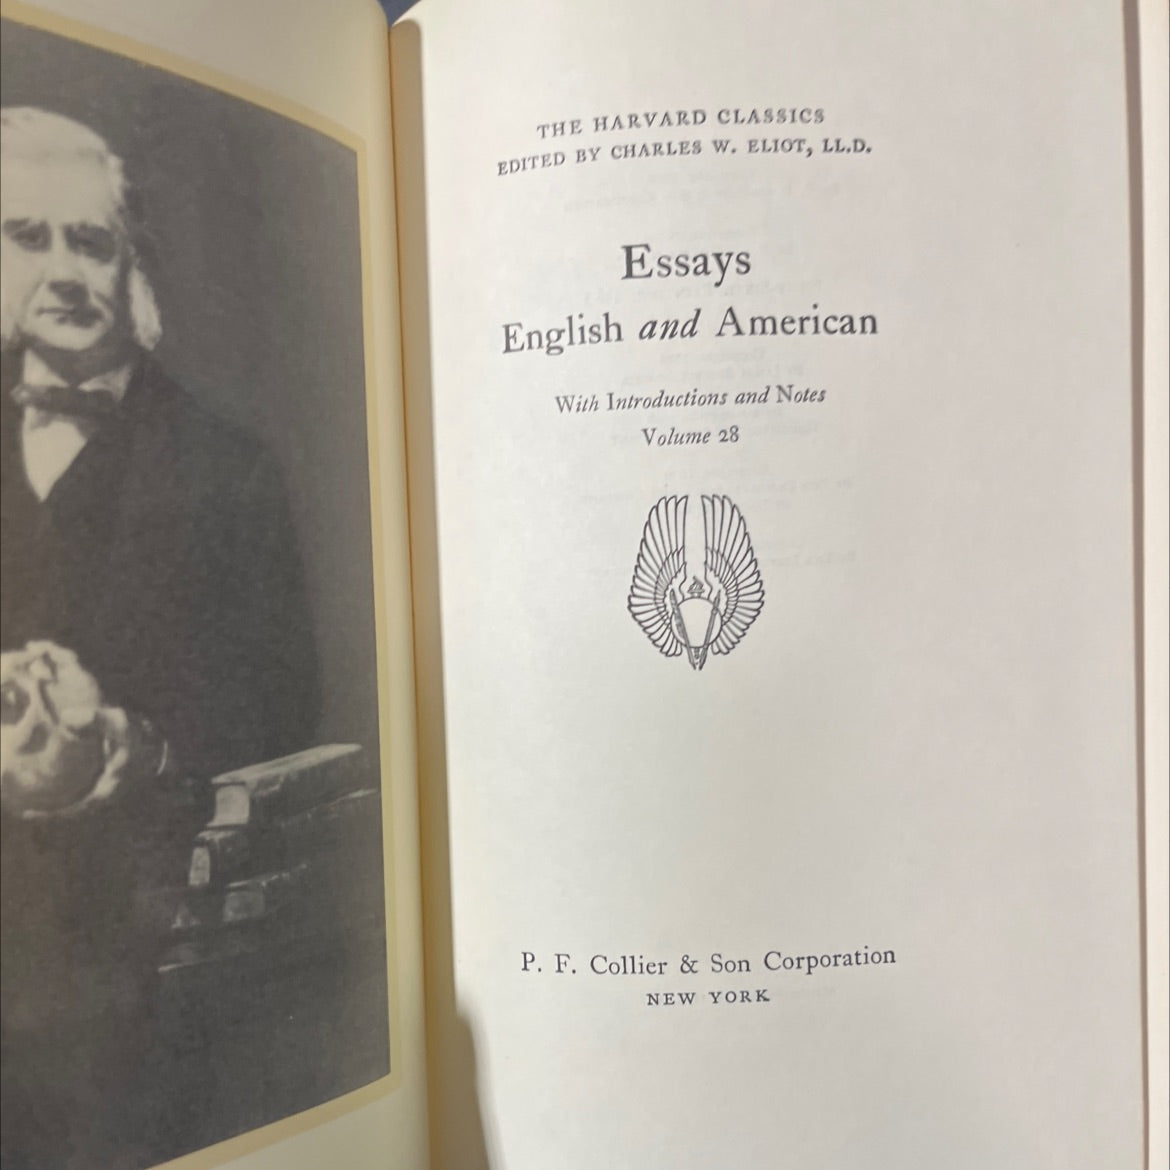 THE HARVARD CLASSICS
EDITED BY CHARLES W. ELIOT, LL.D.
Essays
English and American
With Introductions and Notes
Volume 28
P. F. Collier & Son Corporation
NEW YORK